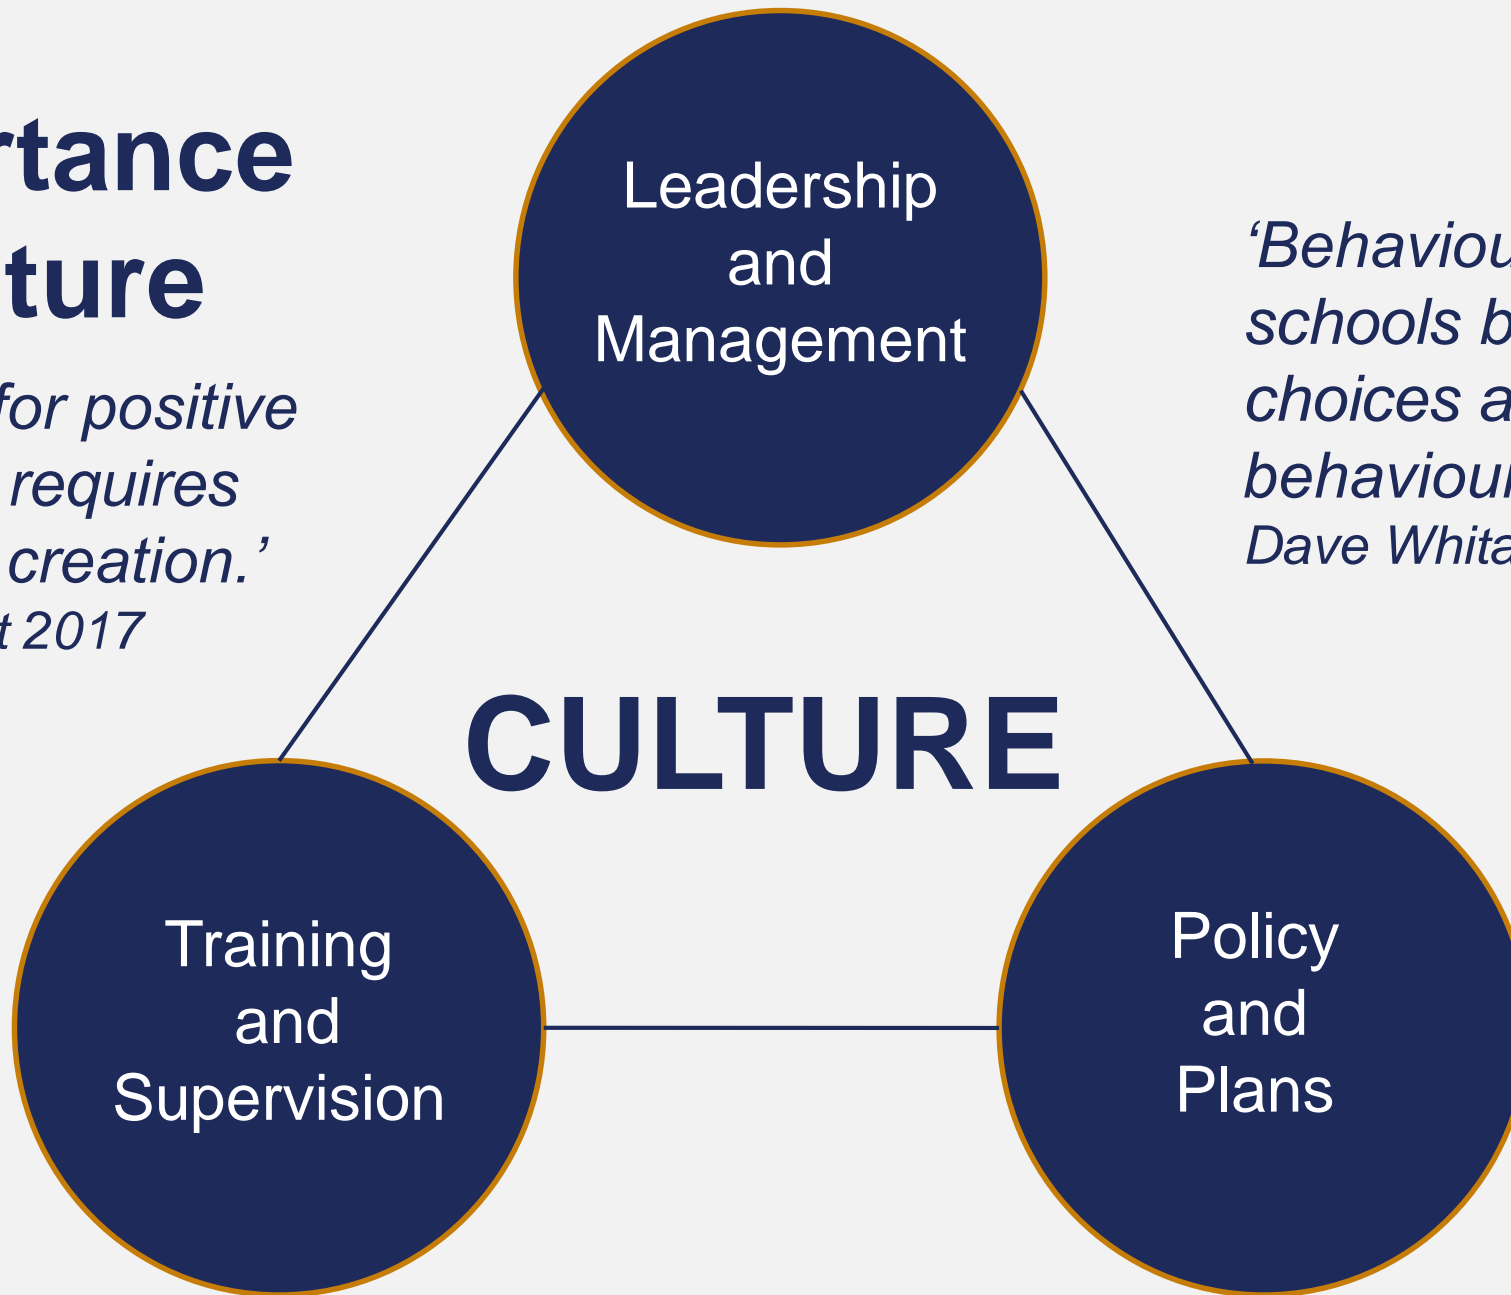 rtance
ture
for positive
requires
creation.’
t 2017
Leadership
and
Management
‘Behaviou
schools b
choices a
behaviour
Dave Whita
CULTURE
Training
and
Supervision
Policy
and
Plans